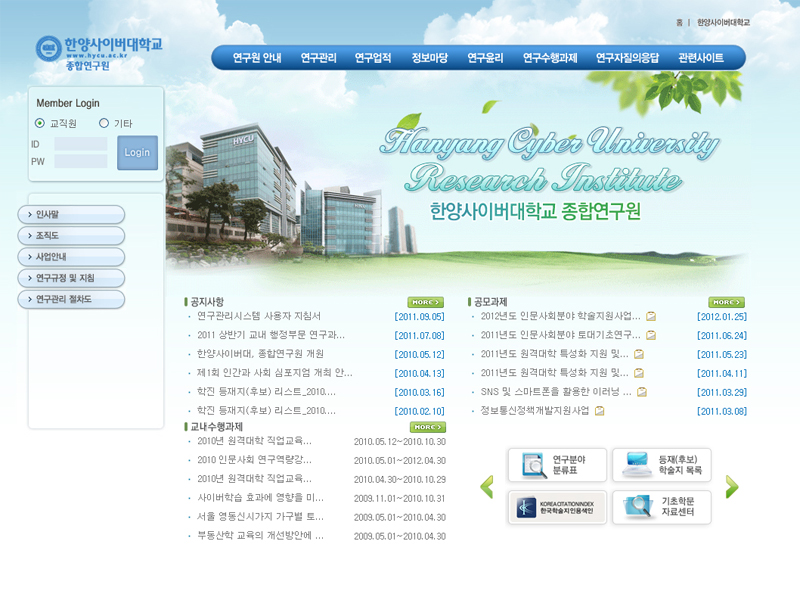 홈 | 한양사이버대학교
한양사이버대학교
www.hycu.ac.kr
종합연구원
연구원 안내 연구관리 연구업적 정보마당 연구윤리 연구수행과제 연구자질의응답 관련사이트
Member Login
교직원 기타
ID
PW
Login
인사말
조직도
사업안내
연구규정 및 지침
연구관리 절차도
HYCU
Hanyang Cyber University
Research Institute
한양사이버대학교 종합연구원
공지사항 MORE
연구관리시스템 사용자 지침서 [2011.09.05]
2011 상반기 교내 행정부문 연구과... [2011.07.08]
한양사이버대, 종합연구원 개원 [2010.05.12]
제1회 인간과 사회 심포지엄 개최 안... [2010.04.13]
학진 등재지(후보) 리스트_2010.... [2010.03.16]
학진 등재지(후보) 리스트_2010.... [2010.02.10]
공모과제 MORE
2012년도 인문사회분야 학술지원사업... [2012.01.25]
2011년도 인문사회분야 토대기초연구... [2011.06.24]
2011년도 원격대학 특성화 지원 및... [2011.05.23]
2011년도 원격대학 특성화 지원 및... [2011.04.11]
SNS 및 스마트폰을 활용한 이러닝 ... [2011.03.29]
정보통신정책개발지원사업 [2011.03.08]
교내수행과제 MORE
2010년 원격대학 직업교육... 2010.05.12~2010.10.30
2010 인문사회 연구역량강... 2010.05.01~2012.04.30
2010년 원격대학 직업교육... 2010.04.30~2010.10.29
사이버학습 효과에 영향을 미... 2009.11.01~2010.10.31
서울 영동신시가지 가구별 토... 2009.05.01~2010.04.30
부동산학 교육의 개선방안에 ... 2009.05.01~2010.04.30
연구분야
분류표
등재(후보)
학술지 목록
KOREA CITATION INDEX
한국학술지인용색인
기초학문
자료센터